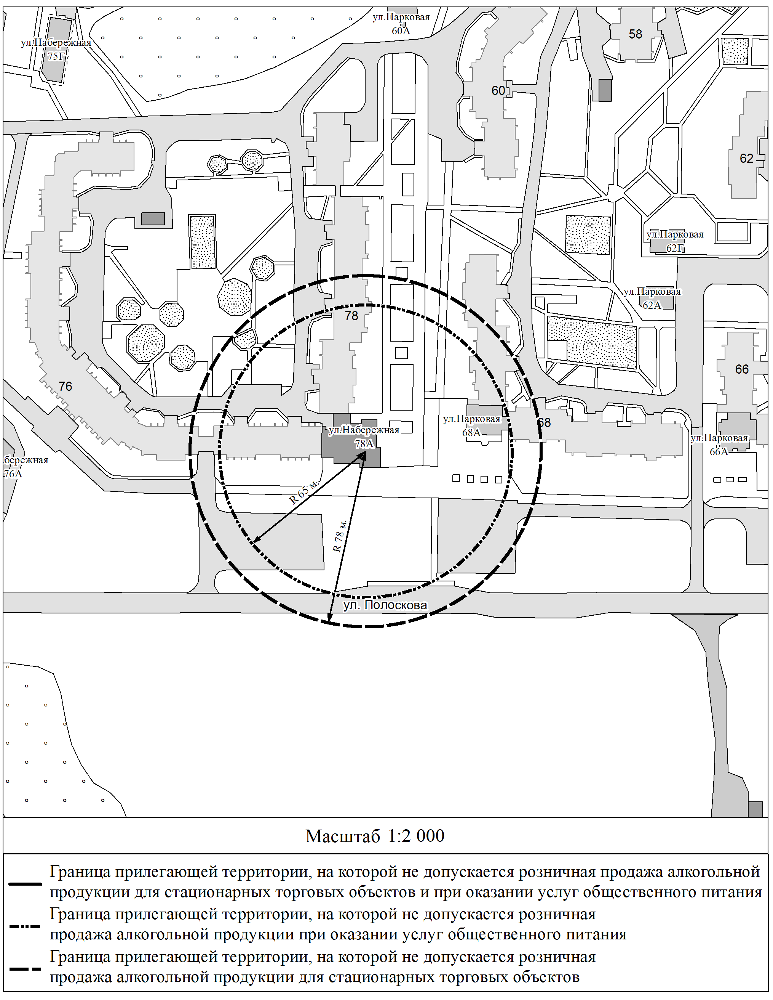 ул.Парковая
60А
58
ул.Набережная
75Г
60
62
ул.Парковая
62Г
ул.Парковая
62А
78
66
76
ул.Парковая
68А
68
ул.Набережная
78А
ул.Парковая
66А
бережная
76А
R 65 м.
R 78 м.
ул. Полоскова
Масштаб 1:2 000
Граница прилегающей территории, на которой не допускается розничная продажа алкогольной
продукции для стационарных торговых объектов и при оказании услуг общественного питания
Граница прилегающей территории, на которой не допускается розничная
продажа алкогольной продукции при оказании услуг общественного питания
Граница прилегающей территории, на которой не допускается розничная
продажа алкогольной продукции для стационарных торговых объектов